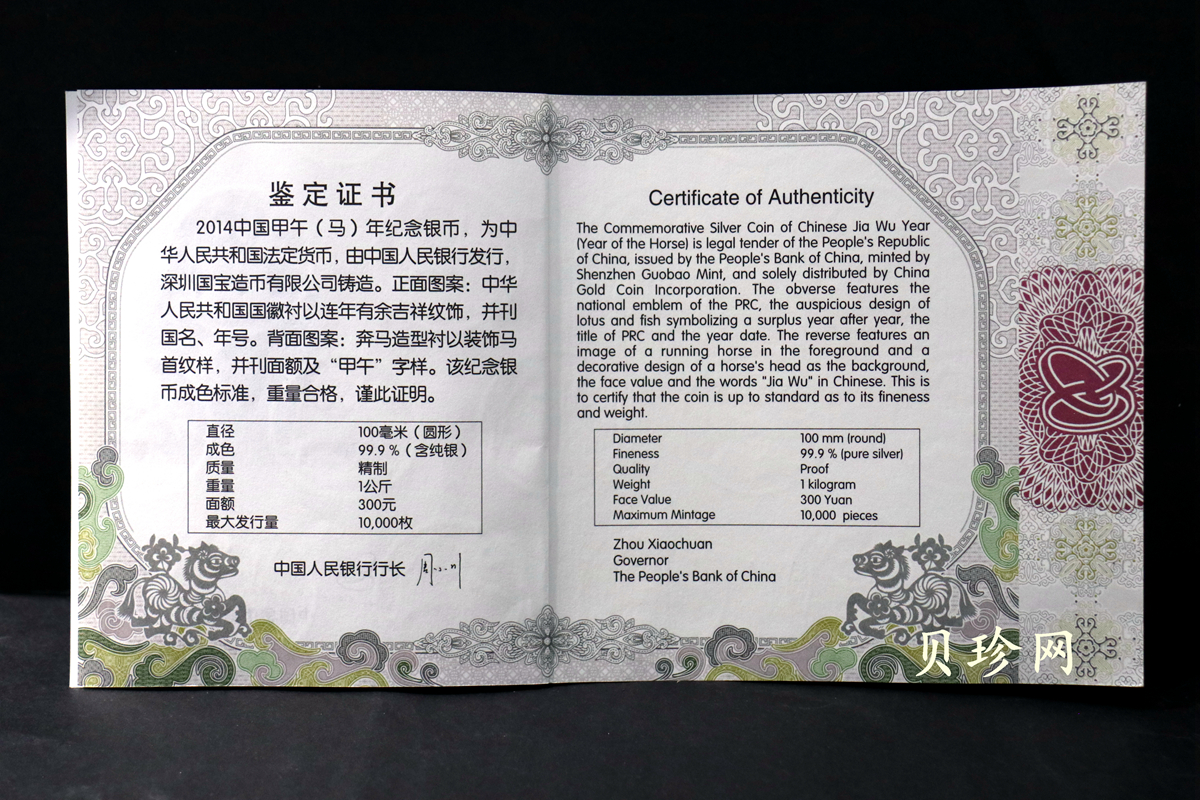 鉴定证书
2014中国甲午（马）年纪念银币，为中
华人民共和国法定货币，由中国人民银行发行，
深圳国宝造币有限公司铸造。正面图案：中华
人民共和国国徽衬以连年有余吉祥纹饰，并刊
国名、年号。背面图案：奔马造型衬以装饰马
首纹样，并刊面额及“甲午”字样。该纪念银
币成色标准，重量合格，谨此证明。
直径 100毫米（圆形）
成色 99.9％（含纯银）
质量 精制
重量 1公斤
面额 300元
最大发行量 10,000枚
中国人民银行行长
Certificate of Authenticity
The Commemorative Silver Coin of Chinese Jia Wu Year
(Year of the Horse) is legal tender of the People's Republic
of China, issued by the People's Bank of China, minted by
Shenzhen Guobao Mint, and solely distributed by China
Gold Coin Incorporation. The obverse features the
national emblem of the PRC, the auspicious design of
lotus and fish symbolizing a surplus year after year, the
title of PRC and the year date. The reverse features an
image of a running horse in the foreground and a
decorative design of a horse's head as the background,
the face value and the words "Jia Wu" in Chinese. This is
to certify that the coin is up to standard as to its fineness
and weight.
Diameter 100 mm (round)
Fineness 99.9 % (pure silver)
Quality Proof
Weight 1 kilogram
Face Value 300 Yuan
Maximum Mintage 10,000 pieces
Zhou Xiaochuan
Governor
The People's Bank of China
贝珍网